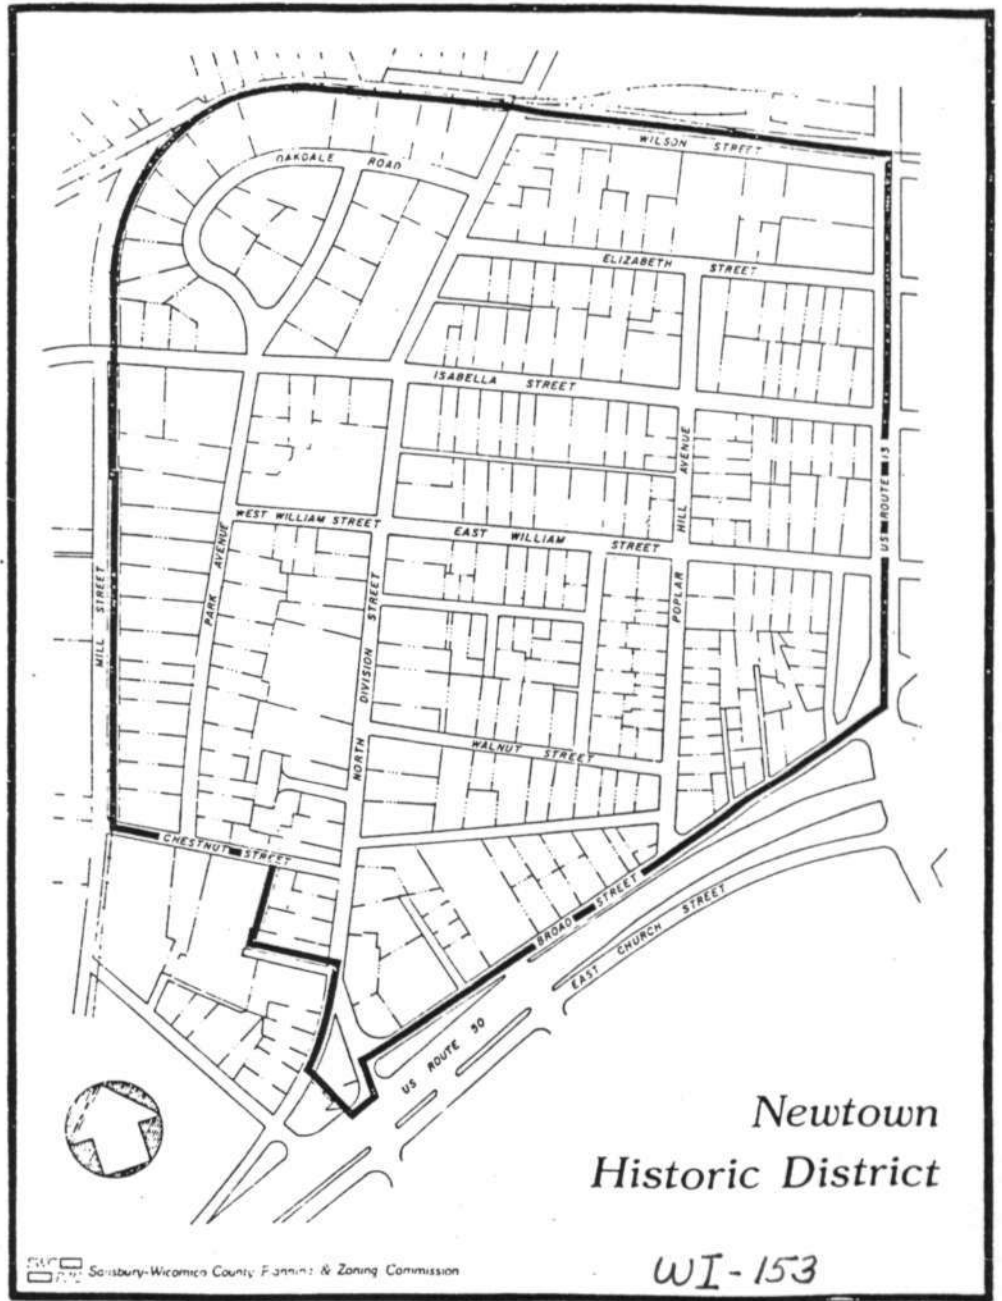 WILSON STREET
OAKDALE ROAD
ELIZABETH STREET
ISABELLA STREET
HILL AVENUE
US ROUTE 13
WEST WILLIAM STREET
EAST WILLIAM STREET
MILL STREET
PARK AVENUE
NORTH DIVISION STREET
POPLAR
WALNUT STREET
CHESTNUT STREET
BROAD STREET
EAST CHURCH STREET
US ROUTE 50
Newtown
Historic District
Salisbury-Wicomico County Planning & Zoning Commission
WI-153